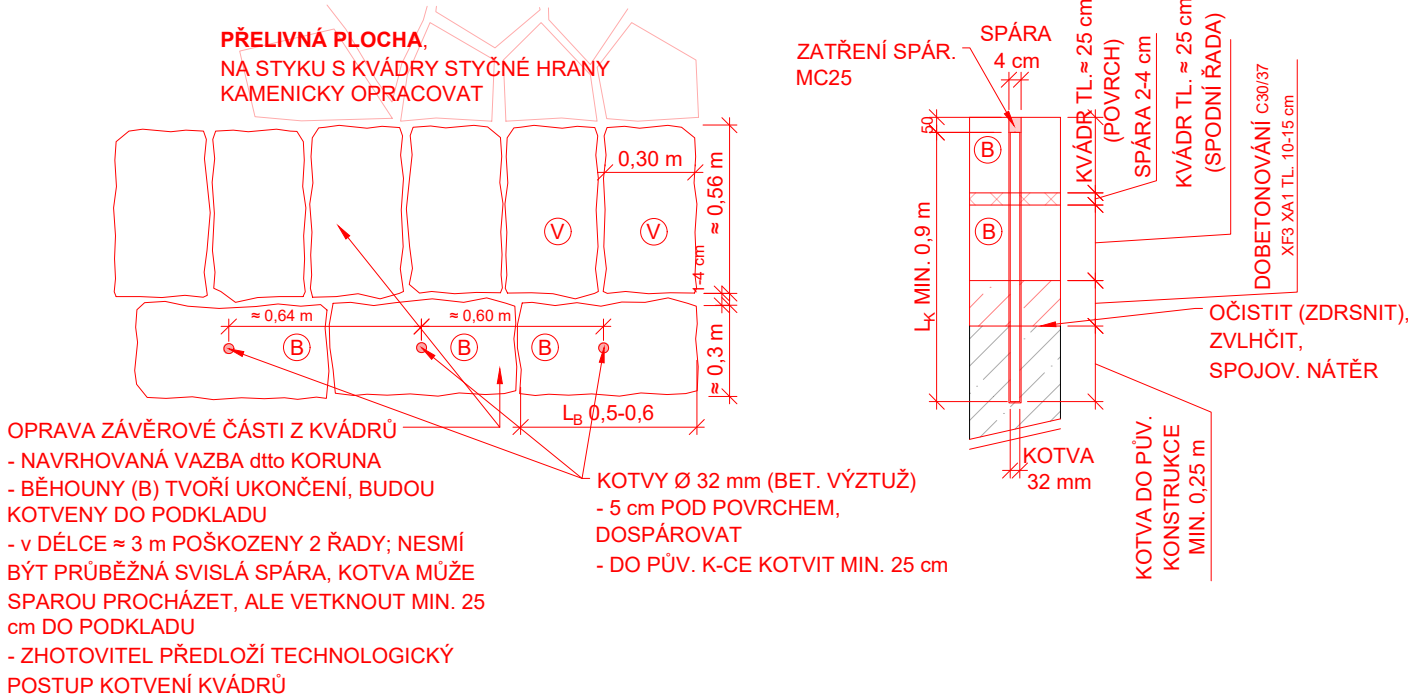 PŘELIVNÁ PLOCHA,
NA STYKU S KVÁDRY STYČNÉ HRANY
KAMENICKY OPRACOVAT
0,30 m
≈ 0,56 m
V
V
≈ 0,64 m
≈ 0,60 m
≈ 0,3 m
B
B
B
L_B 0,5-0,6
OPRAVA ZÁVĚROVÉ ČÁSTI Z KVÁDRŮ
- NAVRHOVANÁ VAZBA dtto KORUNA
- BĚHOUNY (B) TVOŘÍ UKONČENÍ, BUDOU
KOTVENY DO PODKLADU
- v DÉLCE ≈ 3 m POŠKOZENY 2 ŘADY; NESMÍ
BÝT PRŮBĚŽNÁ SVISLÁ SPÁRA, KOTVA MŮŽE
SPAROU PROCHÁZET, ALE VETKNOUT MIN. 25
cm DO PODKLADU
- ZHOTOVITEL PŘEDLOŽÍ TECHNOLOGICKÝ
POSTUP KOTVENÍ KVÁDRŮ
KOTVY Ø 32 mm (BET. VÝZTUŽ)
- 5 cm POD POVRCHEM,
DOSPÁROVAT
- DO PŮV. K-CE KOTVIT MIN. 25 cm
ZATŘENÍ SPÁR.
MC25
SPÁRA
4 cm
50
B
B
L_K MIN. 0,9 m
KVÁDR TL.≈ 25 cm
(POVRCH)
SPÁRA 2-4 cm
KVÁDR TL. ≈ 25 cm
(SPODNÍ ŘADA)
DOBETONOVÁNÍ C30/37
XF3 XA1 TL. 10-15 cm
OČISTIT (ZDRSNIT),
ZVLHČIT,
SPOJOV. NÁTĚR
KOTVA
32 mm
KOTVA DO PŮV.
KONSTRUKCE
MIN. 0,25 m